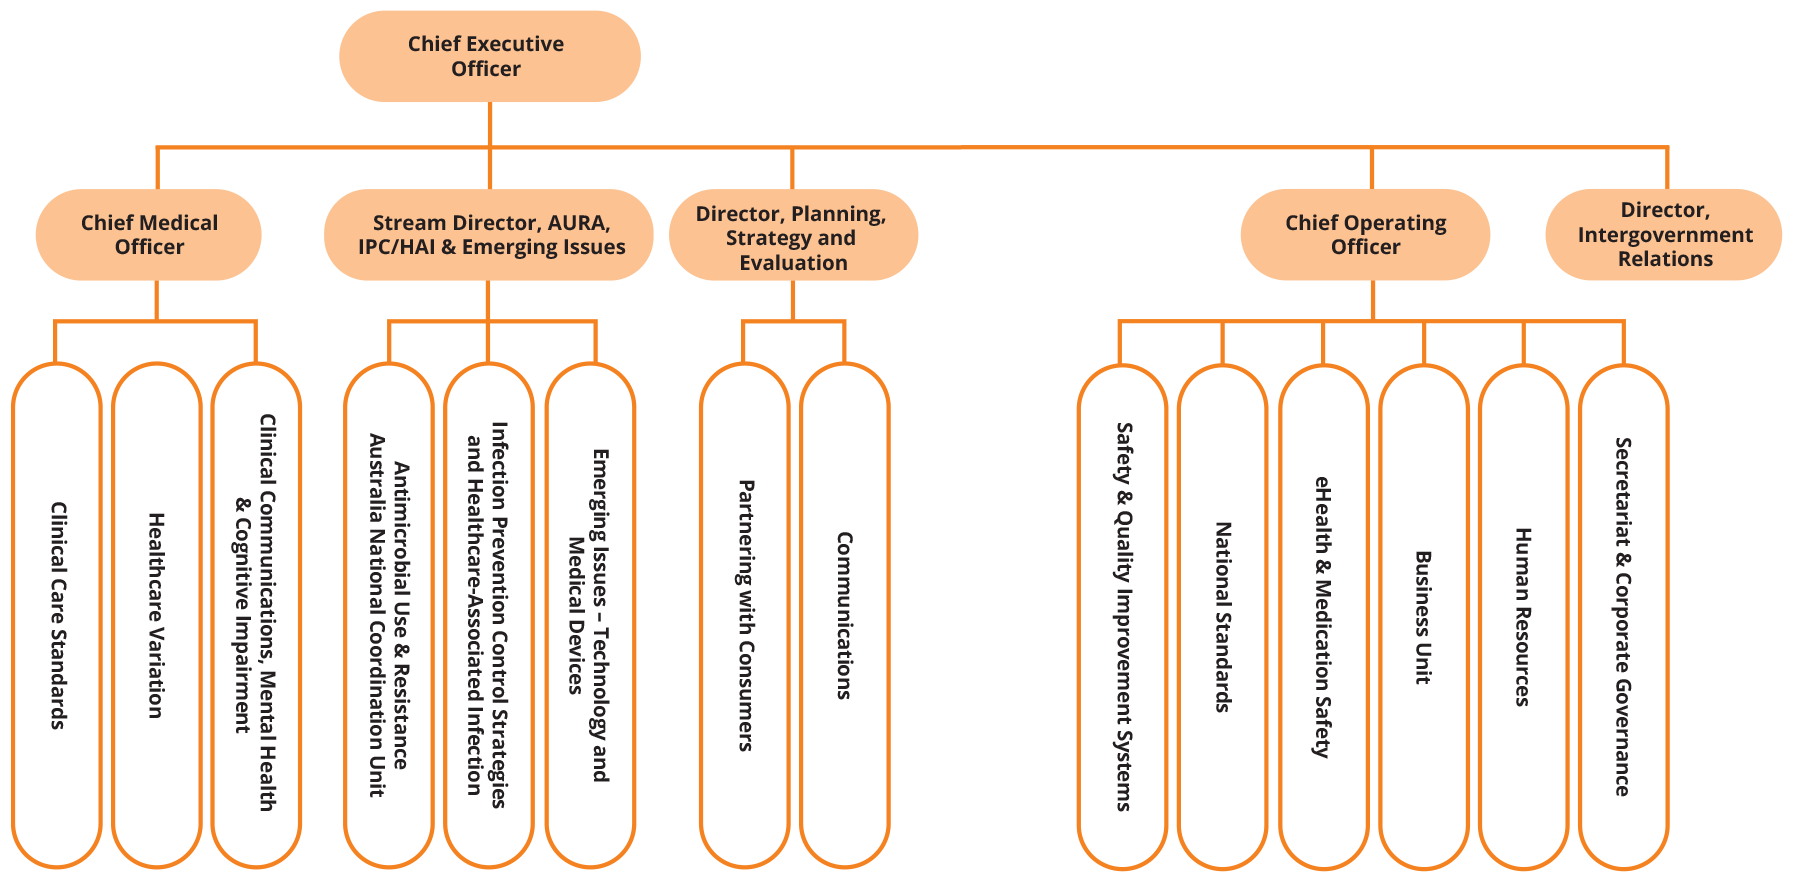 Chief Executive
Officer
Chief Medical
Officer
Stream Director, AURA,
IPC/HAI & Emerging Issues
Director, Planning,
Strategy and
Evaluation
Chief Operating
Officer
Director,
Intergovernment
Relations
Clinical Care Standards
Healthcare Variation
Clinical Communications, Mental Health
& Cognitive Impairment
Antimicrobial Use & Resistance
Australia National Coordination Unit
Infection Prevention Control Strategies
and Healthcare-Associated Infection
Emerging Issues – Technology and
Medical Devices
Partnering with Consumers
Communications
Safety & Quality Improvement Systems
National Standards
eHealth & Medication Safety
Business Unit
Human Resources
Secretariat & Corporate Governance